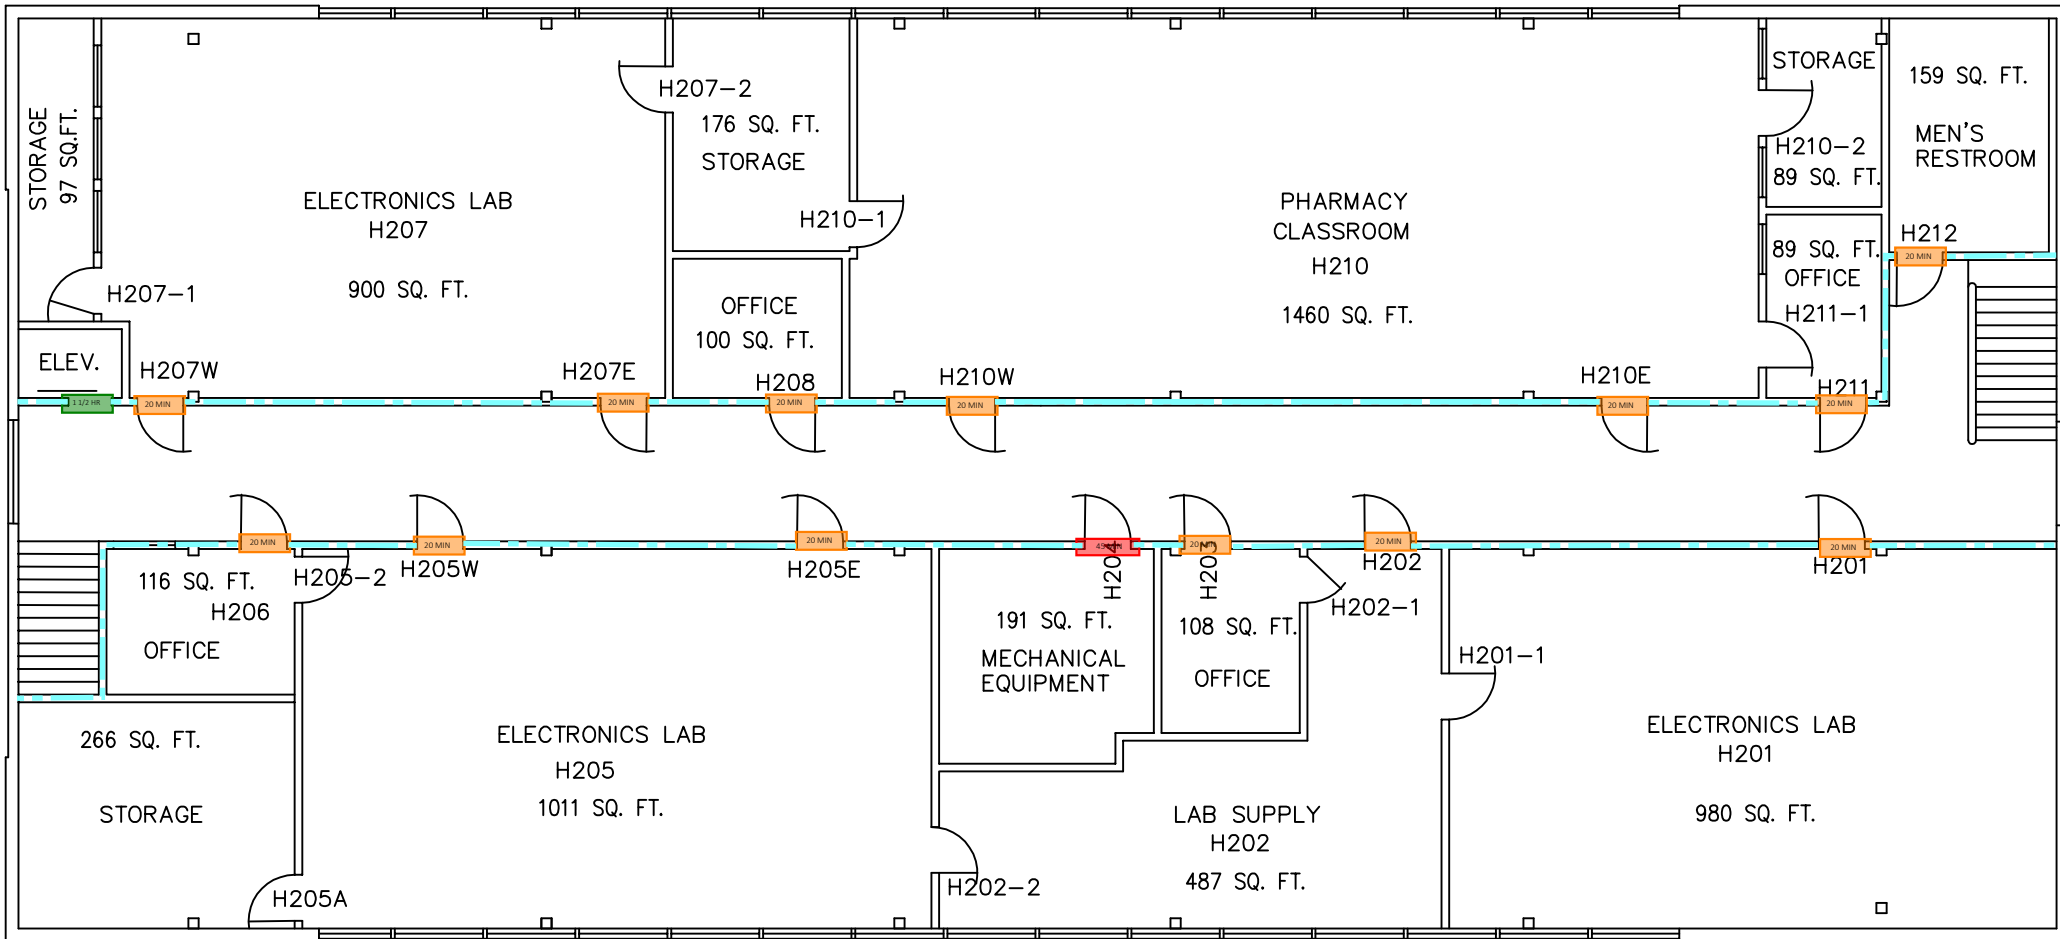 STORAGE
97 SQ.FT.
H207-1
ELEV.
1 1/2 HR
H207W
20 MIN
ELECTRONICS LAB
H207
900 SQ. FT.
H207E
20 MIN
H207-2
176 SQ. FT.
STORAGE
OFFICE
100 SQ. FT.
H208
20 MIN
H210-1
H210W
20 MIN
PHARMACY
CLASSROOM
H210
1460 SQ. FT.
H210E
20 MIN
STORAGE
H210-2
89 SQ. FT.
89 SQ. FT.
OFFICE
H211-1
H211
20 MIN
159 SQ. FT.
MEN'S
RESTROOM
H212
20 MIN
20 MIN
116 SQ. FT.
H206
OFFICE
H205-2
20 MIN
H205W
20 MIN
H205E
266 SQ. FT.
STORAGE
H205A
ELECTRONICS LAB
H205
1011 SQ. FT.
H204
191 SQ. FT.
MECHANICAL
EQUIPMENT
H203
108 SQ. FT.
OFFICE
20 MIN
H202
H202-1
H202-2
LAB SUPPLY
H202
487 SQ. FT.
H201-1
20 MIN
H201
ELECTRONICS LAB
H201
980 SQ. FT.